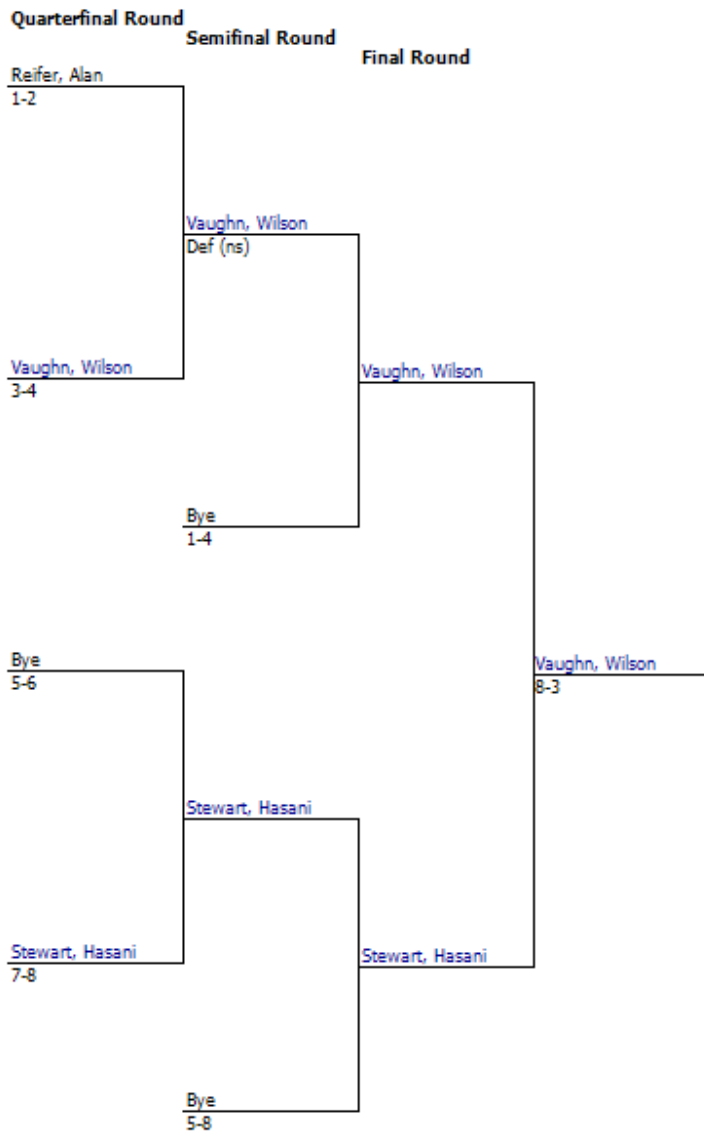 Quarterfinal Round
Semifinal Round
Final Round
Reifer, Alan
1-2
Vaughn, Wilson
Def (ns)
Vaughn, Wilson
3-4
Vaughn, Wilson
Bye
1-4
Bye
5-6
Vaughn, Wilson
8-3
Stewart, Hasani
Stewart, Hasani
7-8
Stewart, Hasani
Bye
5-8